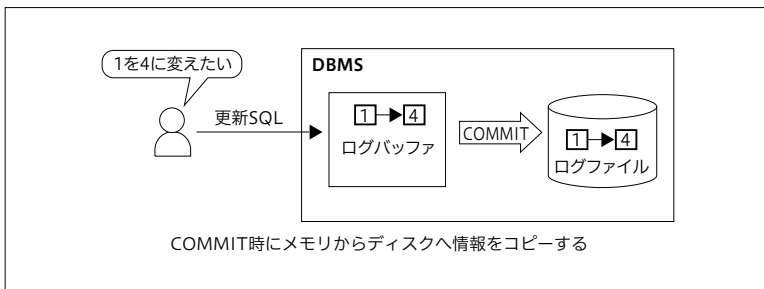 1を4に変えたい
DBMS
更新SQL
1 4
ログバッファ
COMMIT
1 4
ログファイル
COMMIT時にメモリからディスクへ情報をコピーする